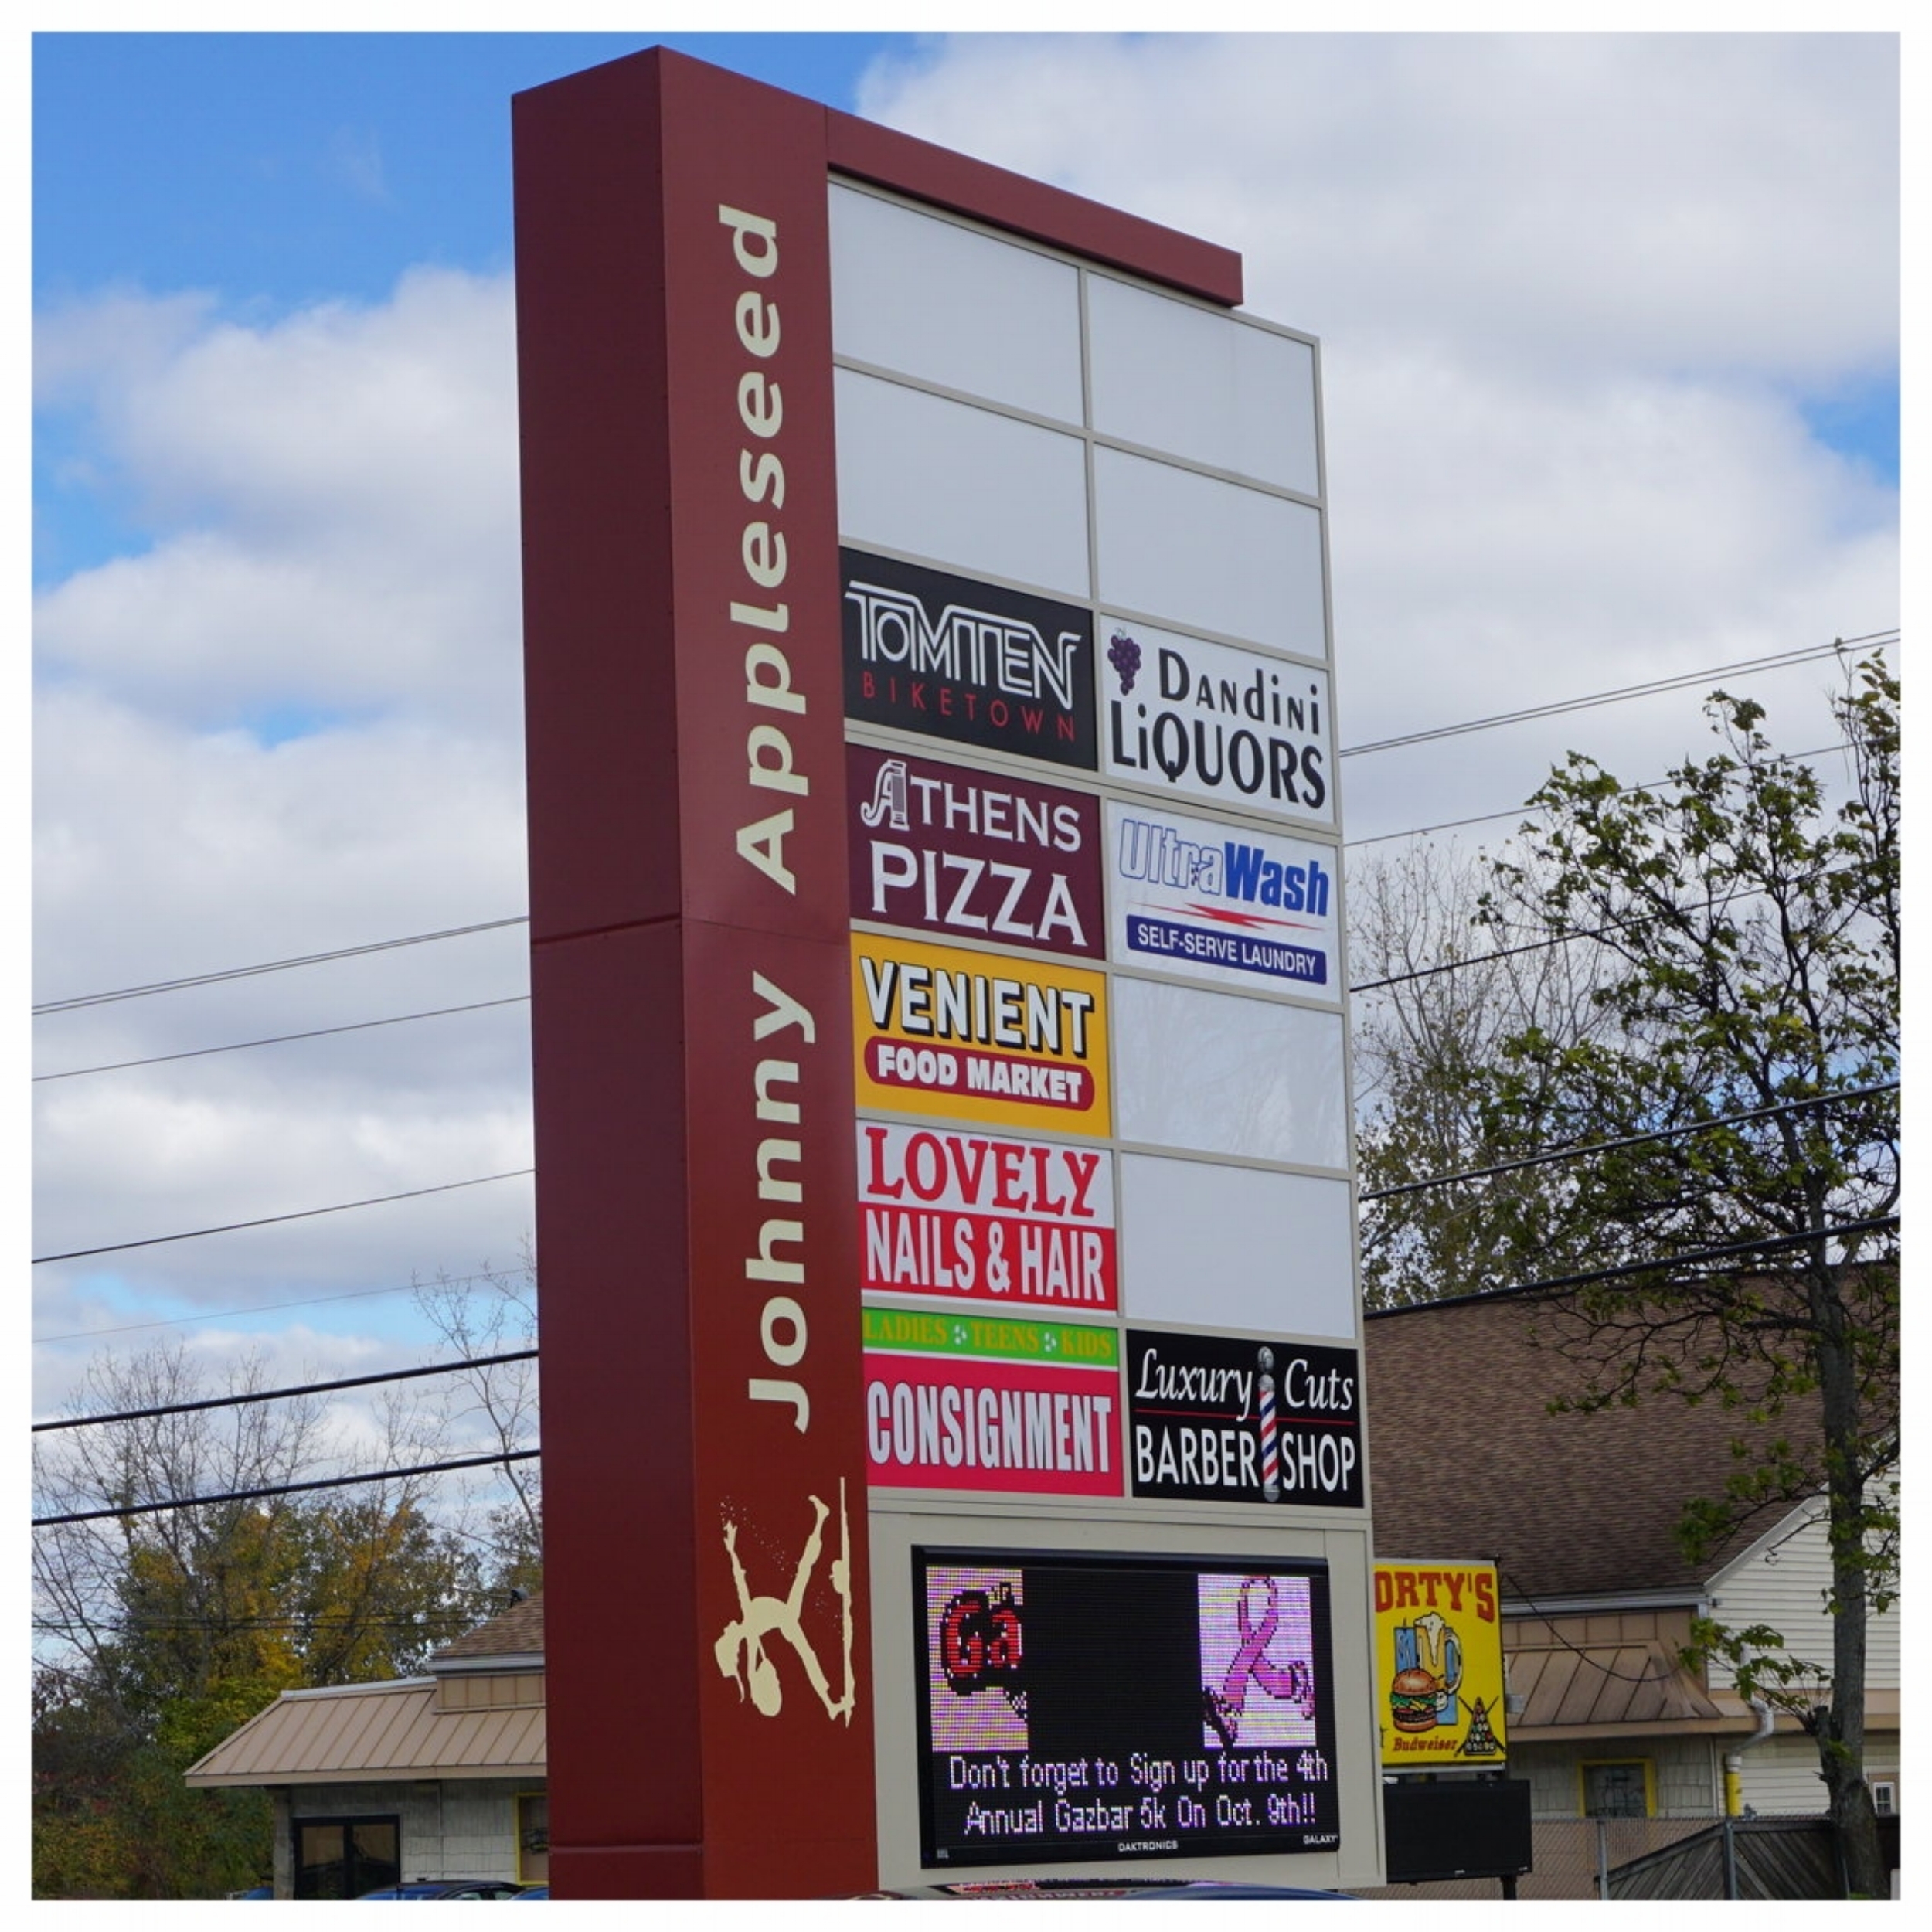 Johnny Appleseed
TOMTEN
BIKETOWN
Dandini
LiQUORS
ATHENS
PIZZA
UltraWash
SELF-SERVE LAUNDRY
VENIENT
FOOD MARKET
LOVELY
NAILS & HAIR
LADIES TEENS KIDS
CONSIGNMENT
Luxury Cuts
BARBER SHOP
Ga
Don't forget to Sign up for the 4th
Annual Gazbar 5k On Oct. 9th!!
DAKTRONICS
GALAXY
ORTY'S
Budweiser